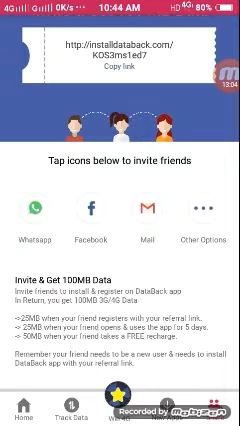 4G 4G 0K/s 10:44 AM HD 4G 80%
http://installdataback.com/
KOS3ms1ed7
Copy link
13:04
Tap icons below to invite friends
Whatsapp Facebook Mail Other Options
Invite & Get 100MB Data
Invite friends to install & register on DataBack app
In Return, you get 100MB 3G/4G Data
->25MB when your friend registers with your referral link.
-> 25MB when your friend opens & uses the app for 5 days.
-> 50MB when your friend takes a FREE recharge.
Remember your friend needs to be a new user & needs to install
DataBack app with your referral link.
Home Track Data
Recorded by Mobizen